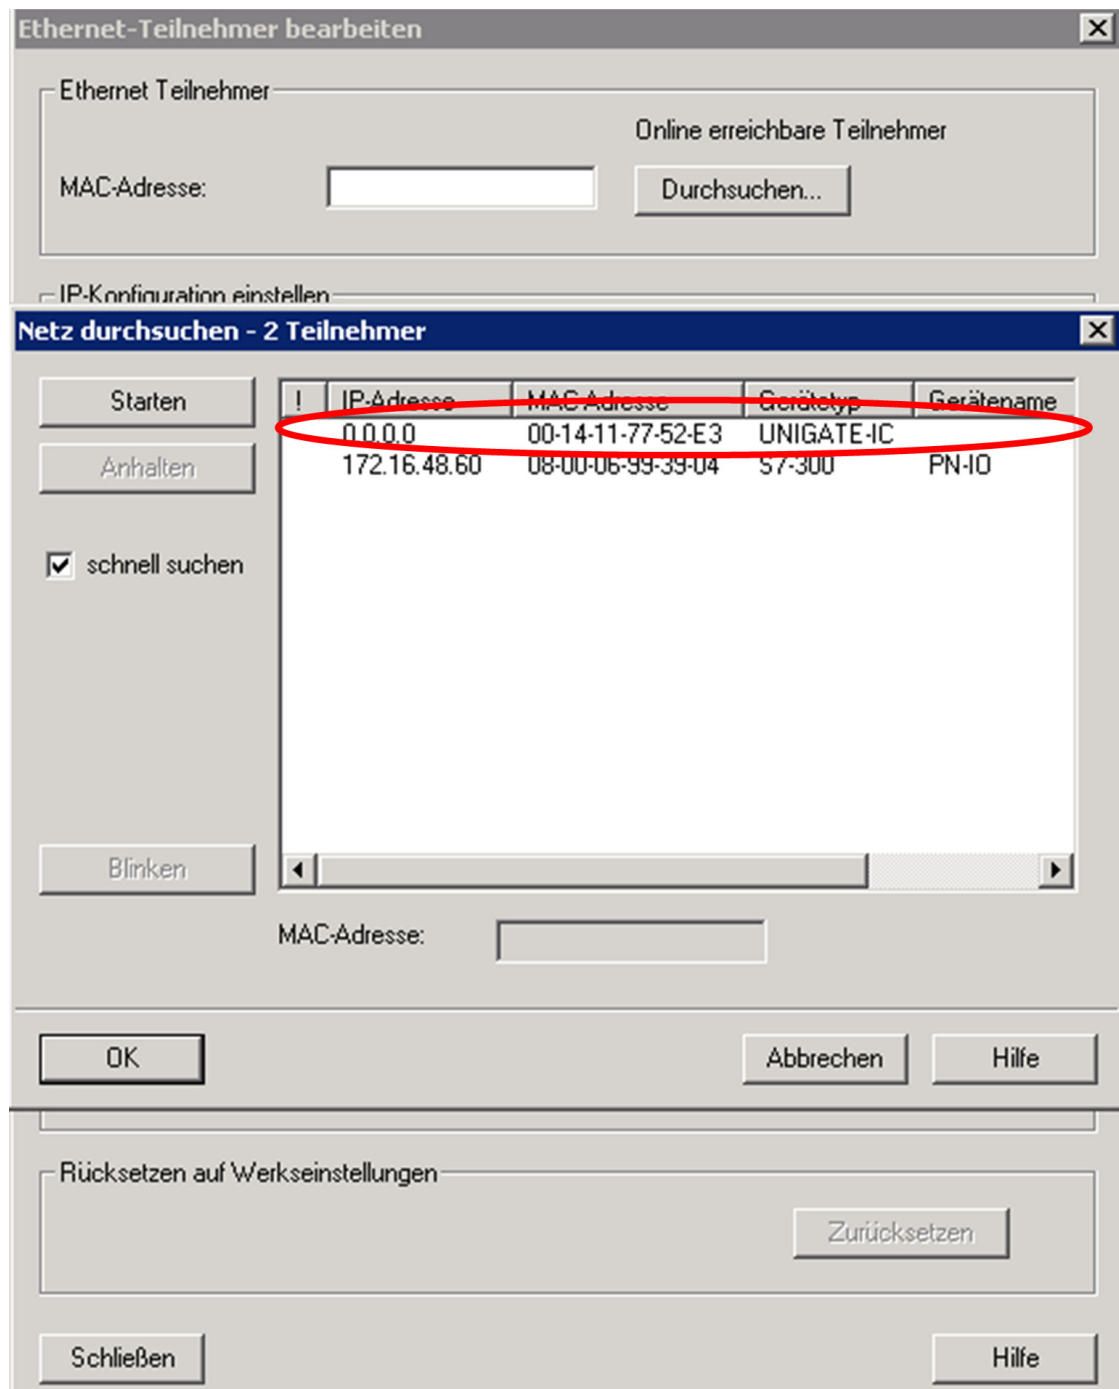 Ethernet-Teilnehmer bearbeiten
Ethernet Teilnehmer
Online erreichbare Teilnehmer
MAC-Adresse:
Durchsuchen...
IP-Konfiguration einstellen
Netz durchsuchen - 2 Teilnehmer
Starten
! IP-Adresse MAC-Adresse Gerätetyp Gerätename
0.0.0.0 00-14-11-77-52-E3 UNIGATE-IC
Anhalten
172.16.48.60 08-00-06-99-39-04 S7-300 PN-IO
schnell suchen
Blinken
MAC-Adresse:
OK Abbrechen Hilfe
Rücksetzen auf Werkseinstellungen
Zurücksetzen
Schließen Hilfe